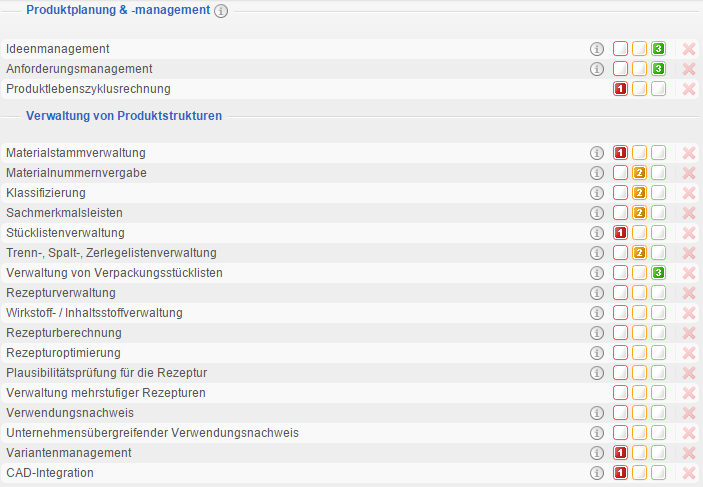 Produktplanung & -management
Ideenmanagement 3
Anforderungsmanagement 3
Produktlebenszyklusrechnung 1
Verwaltung von Produktstrukturen
Materialstammverwaltung 1
Materialnummernvergabe 2
Klassifizierung 2
Sachmerkmalsleisten 2
Stücklistenverwaltung 1
Trenn-, Spalt-, Zerlegelistenverwaltung 2
Verwaltung von Verpackungsstücklisten 3
Rezepturverwaltung
Wirkstoff- / Inhaltsstoffverwaltung
Rezepturberechnung
Rezepturoptimierung
Plausibilitätsprüfung für die Rezeptur
Verwaltung mehrstufiger Rezepturen
Verwendungsnachweis
Unternehmensübergreifender Verwendungsnachweis
Variantenmanagement 1
CAD-Integration 1